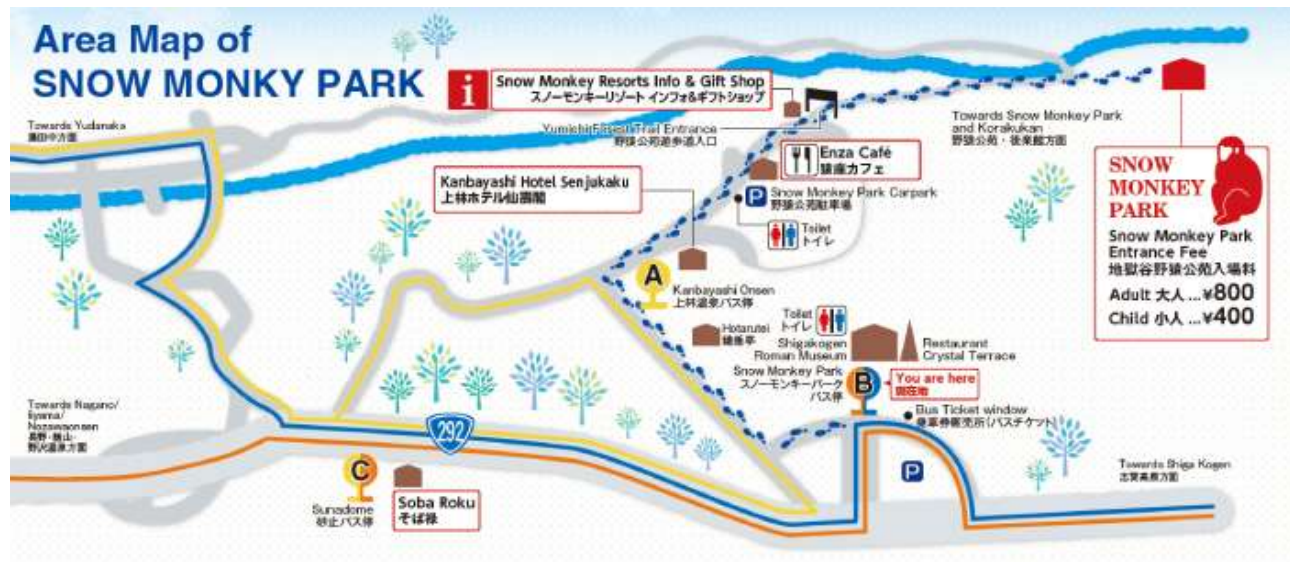 Area Map of
SNOW MONKY PARK
Towards Yudanaka
湯田中方面
Snow Monkey Resorts Info & Gift Shop
スノーモンキーリゾート インフォ&ギフトショップ
Yumichi Forest Trail Entrance
野猿公苑遊歩道入口
Towards Snow Monkey Park
and Korakukan
野猿公苑・後楽館方面
Enza Café
猿座カフェ
Kanbayashi Hotel Senjukaku
上林ホテル仙壽閣
P
Snow Monkey Park Carpark
野猿公苑駐車場
Toilet
トイレ
SNOW
MONKEY
PARK
Snow Monkey Park
Entrance Fee
地獄谷野猿公苑入場料
Adult 大人...¥800
Child 小人...¥400
A
Kanbayashi Onsen
上林温泉バス停
Hotarutei
Toilet
トイレ
Shigakogen
Roman Museum
Restaurant
Crystal Terrace
Snow Monkey Park
スノーモンキーパーク
バス停
B
You are here
現在地
Bus Ticket window
乗車券販売所(バスチケット)
P
Towards Nagano/
Iiyama/
Nozawaonsen
長野・飯山・
野沢温泉方面
292
C
Sunadome
砂止バス停
Soba Roku
そば禄
Towards Shiga Kogen
志賀高原方面